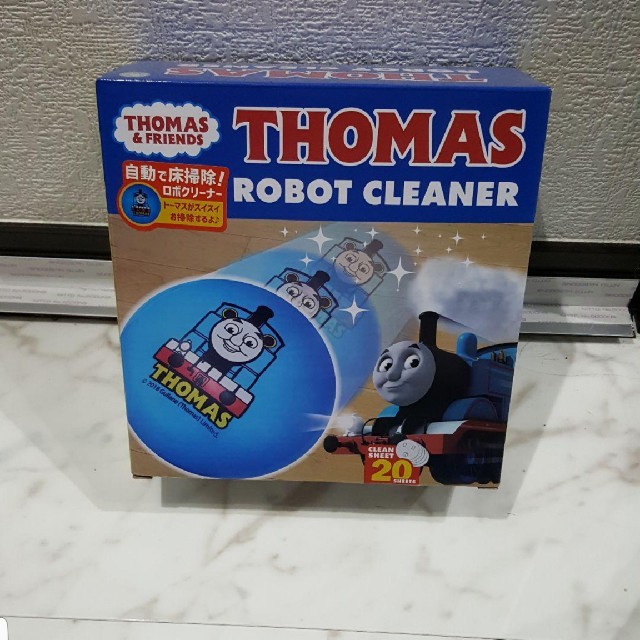 THOMAS
THOMAS
& FRIENDS
THOMAS
ROBOT CLEANER
自動で床掃除!
ロボクリーナー
トーマスがスイスイ
お掃除するよ♪
THOMAS
CLEAN
SHEET
20
SHEETS